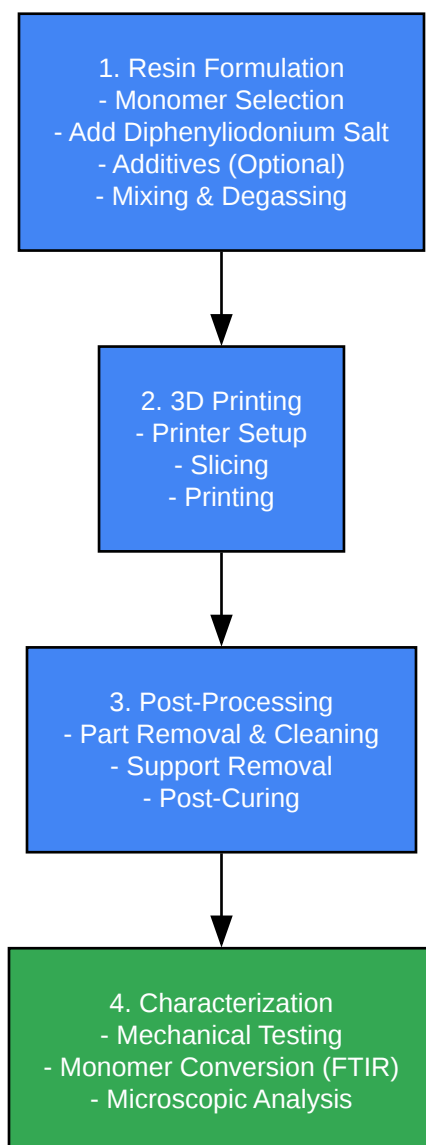 1. Resin Formulation
- Monomer Selection
- Add Diphenyliodonium Salt
- Additives (Optional)
- Mixing & Degassing
2. 3D Printing
- Printer Setup
- Slicing
- Printing
3. Post-Processing
- Part Removal & Cleaning
- Support Removal
- Post-Curing
4. Characterization
- Mechanical Testing
- Monomer Conversion (FTIR)
- Microscopic Analysis